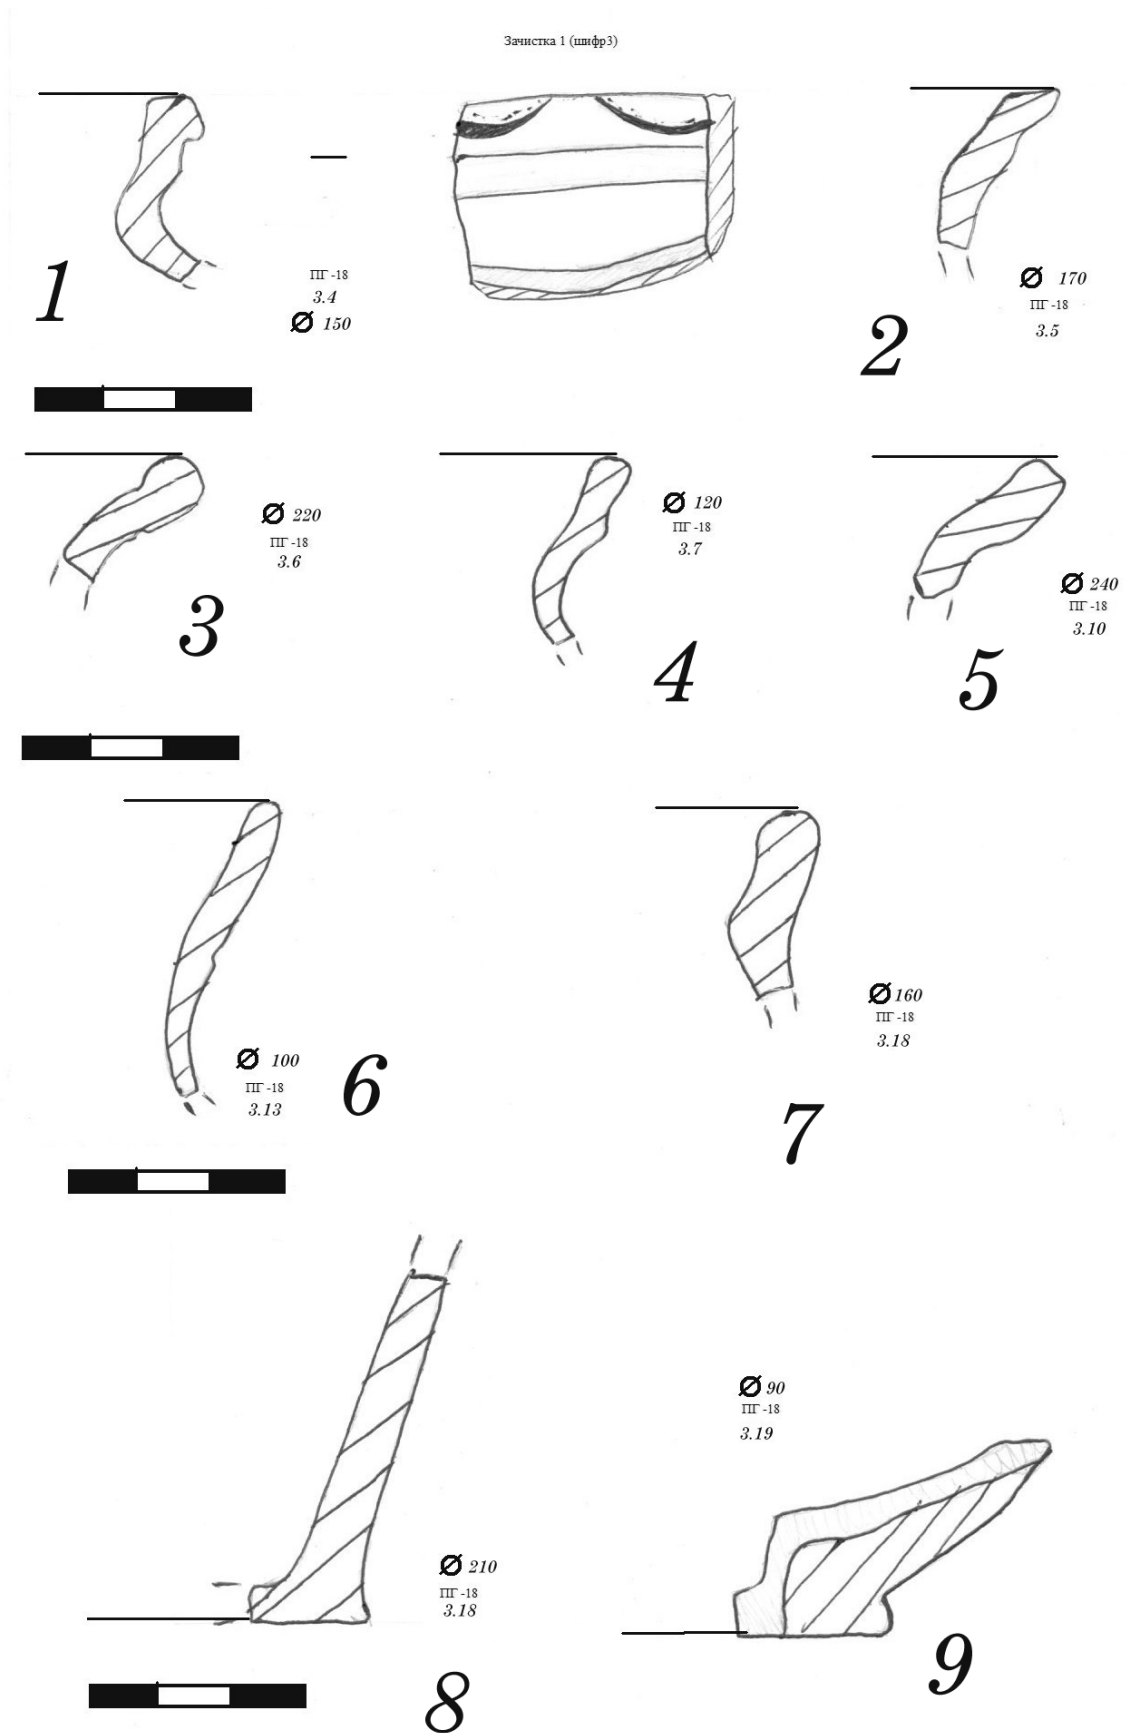 Зачистка 1 (шифр3)
1
ПГ -18
3.4
Ø 150
2
Ø 170
ПГ -18
3.5
3
Ø 220
ПГ -18
3.6
4
Ø 120
ПГ -18
3.7
5
Ø 240
ПГ -18
3.10
6
Ø 100
ПГ -18
3.13
7
Ø 160
ПГ -18
3.18
8
Ø 210
ПГ -18
3.18
9
Ø 90
ПГ -18
3.19